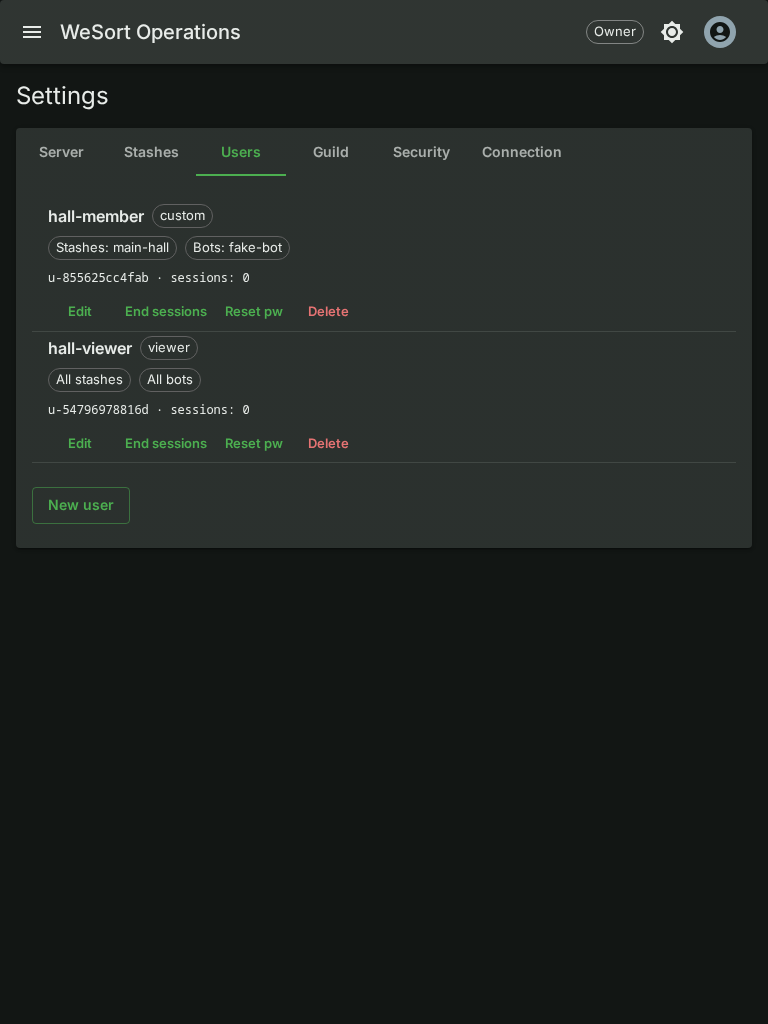 WeSort Operations
Owner
Settings
Server Stashes Users Guild Security Connection
hall-member custom
Stashes: main-hall Bots: fake-bot
u-855625cc4fab · sessions: 0
Edit End sessions Reset pw Delete
hall-viewer viewer
All stashes All bots
u-54796978816d · sessions: 0
Edit End sessions Reset pw Delete
New user